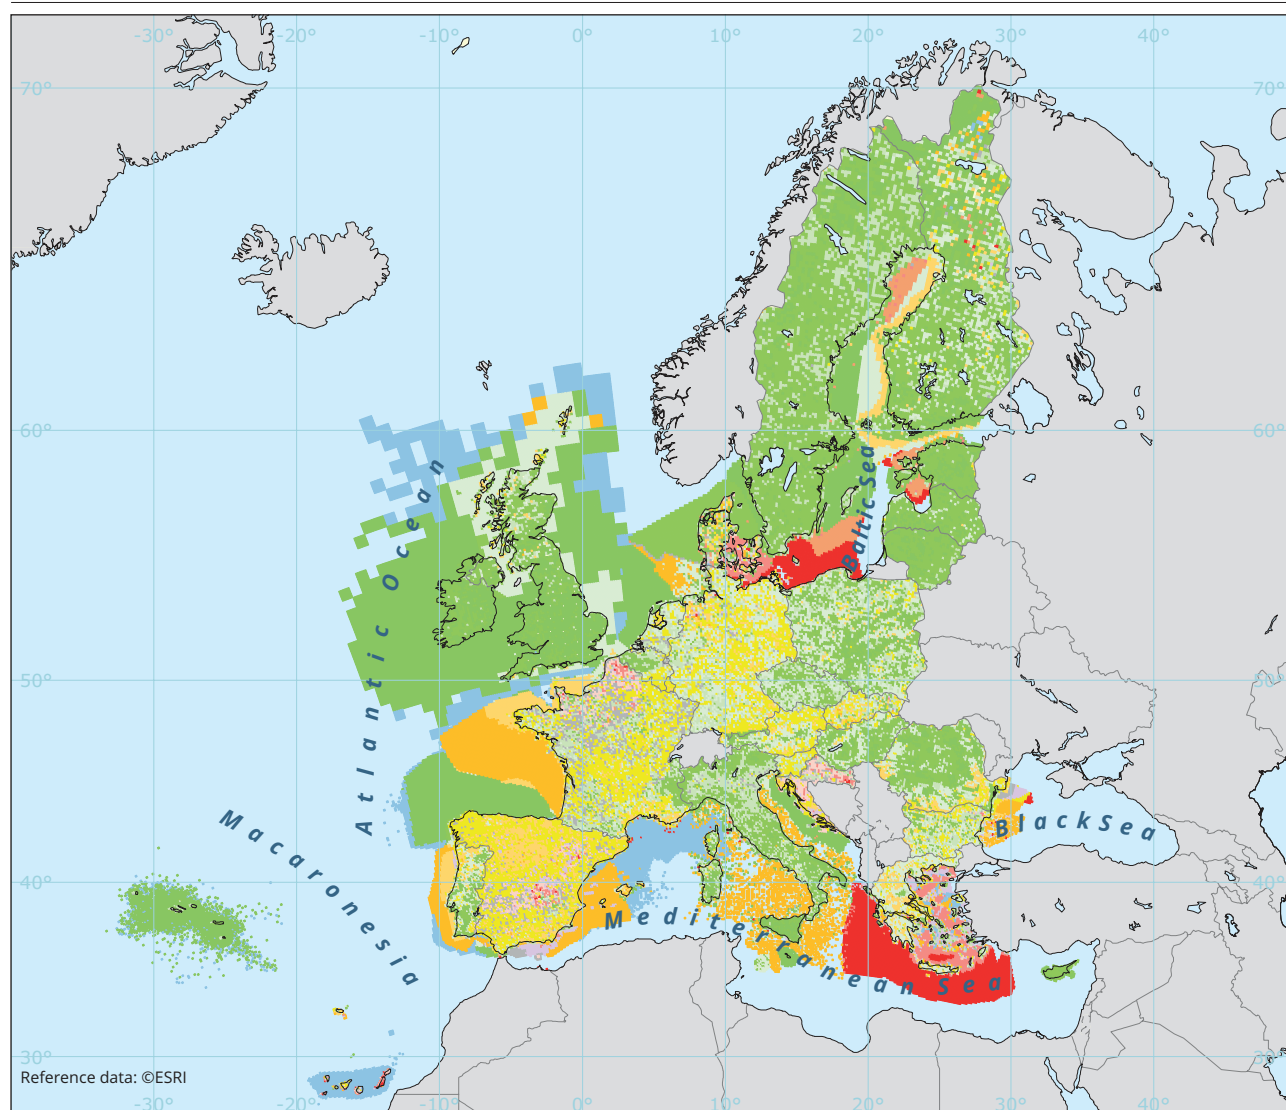 -30° -20° -10° 0° 10° 20° 30° 40°
70° 70°
60° 60°
50° 50°
40° 40°
30° 30°
Atlantic Ocean
Baltic Sea
Black Sea
Macaronesia
Mediterranean Sea
Reference data: ©ESRI
-30° -20° -10° 0° 10° 20° 30° 40°